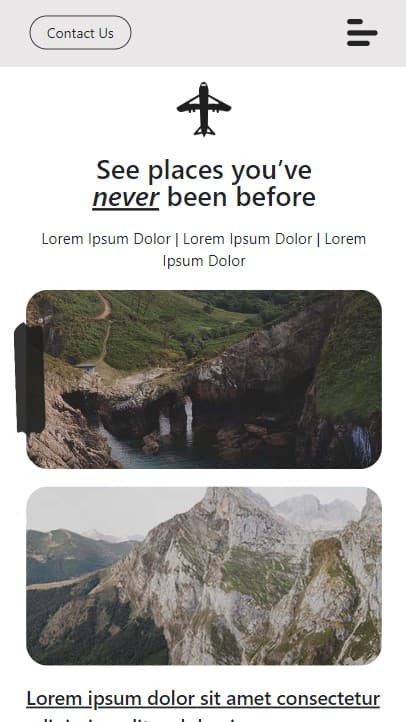 Contact Us
See places you’ve
never been before
Lorem Ipsum Dolor | Lorem Ipsum Dolor | Lorem
Ipsum Dolor
Lorem ipsum dolor sit amet consectetur